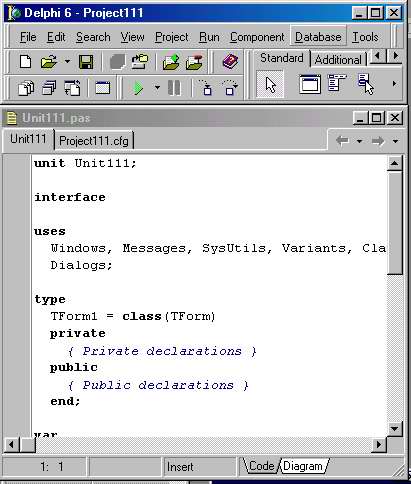 Delphi 6 - Project111
File Edit Search View Project Run Component Database Tools
Standard Additional
Unit111.pas
Unit111 Project111.cfg
unit Unit111;
interface
uses
Windows, Messages, SysUtils, Variants, Cla
Dialogs;
type
TForm1 = class(TForm)
private
{ Private declarations }
public
{ Public declarations }
end;
var
1: 1 Insert Code Diagram